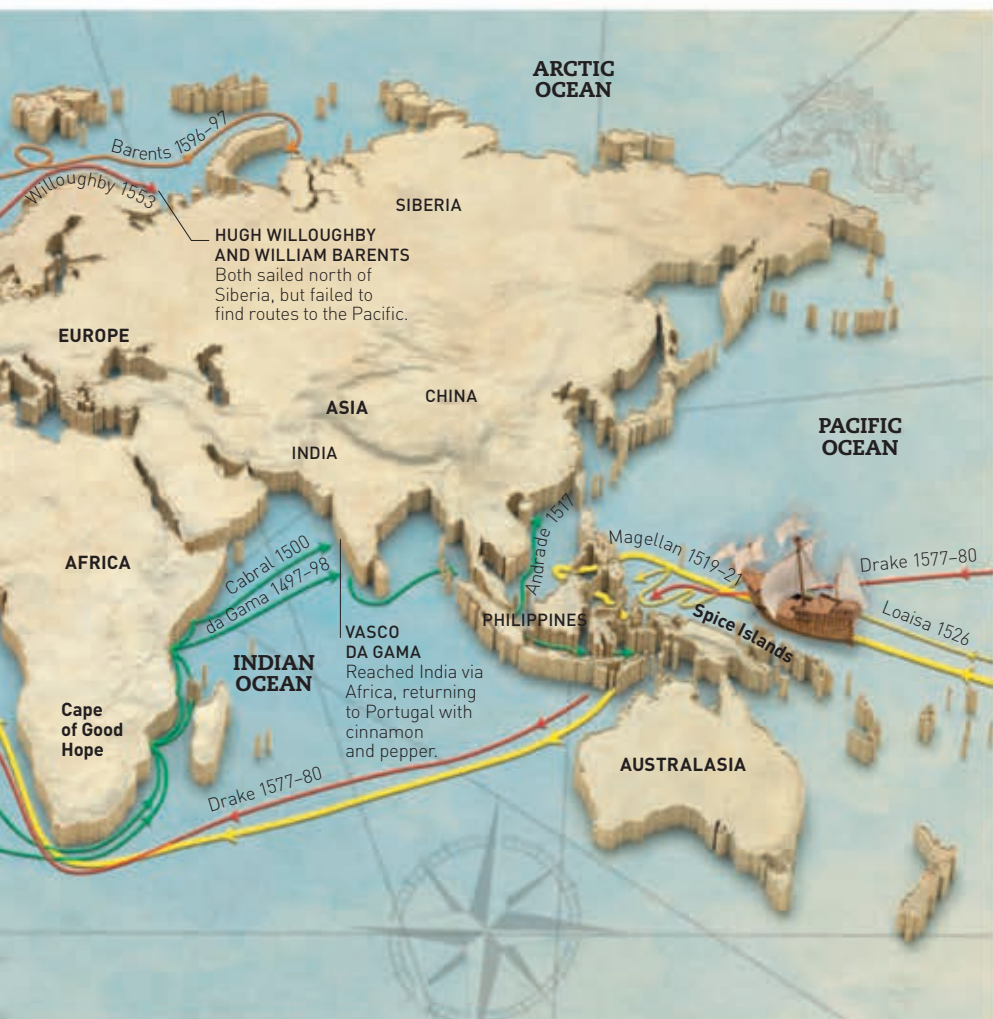 ARCTIC
OCEAN
Barents 1596–97
Willoughby 1553
SIBERIA
HUGH WILLOUGHBY
AND WILLIAM BARENTS
Both sailed north of
Siberia, but failed to
find routes to the Pacific.
EUROPE
CHINA
ASIA
PACIFIC
OCEAN
INDIA
Andrade 1517
Cabral 1500
Magellan 1519–21
AFRICA
Drake 1577–80
da Gama 1497–98
Loaisa 1526
PHILIPPINES
Spice Islands
VASCO
DA GAMA
Reached India via
Africa, returning
to Portugal with
cinnamon
and pepper.
INDIAN
OCEAN
Cape
of Good
Hope
AUSTRALASIA
Drake 1577–80